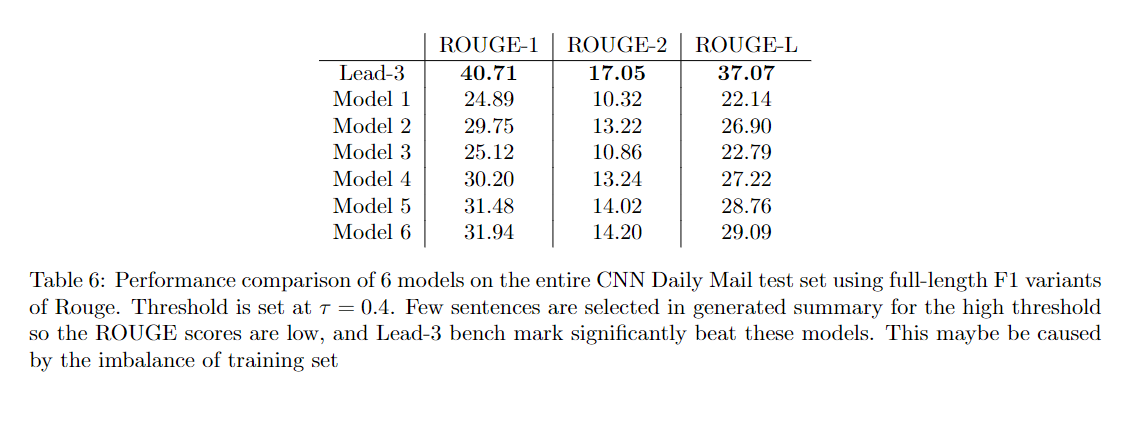 ROUGE-1 ROUGE-2 ROUGE-L
Lead-3 40.71 17.05 37.07
Model 1 24.89 10.32 22.14
Model 2 29.75 13.22 26.90
Model 3 25.12 10.86 22.79
Model 4 30.20 13.24 27.22
Model 5 31.48 14.02 28.76
Model 6 31.94 14.20 29.09
Table 6: Performance comparison of 6 models on the entire CNN Daily Mail test set using full-length F1 variants
of Rouge. Threshold is set at τ = 0.4. Few sentences are selected in generated summary for the high threshold
so the ROUGE scores are low, and Lead-3 bench mark significantly beat these models. This maybe be caused
by the imbalance of training set